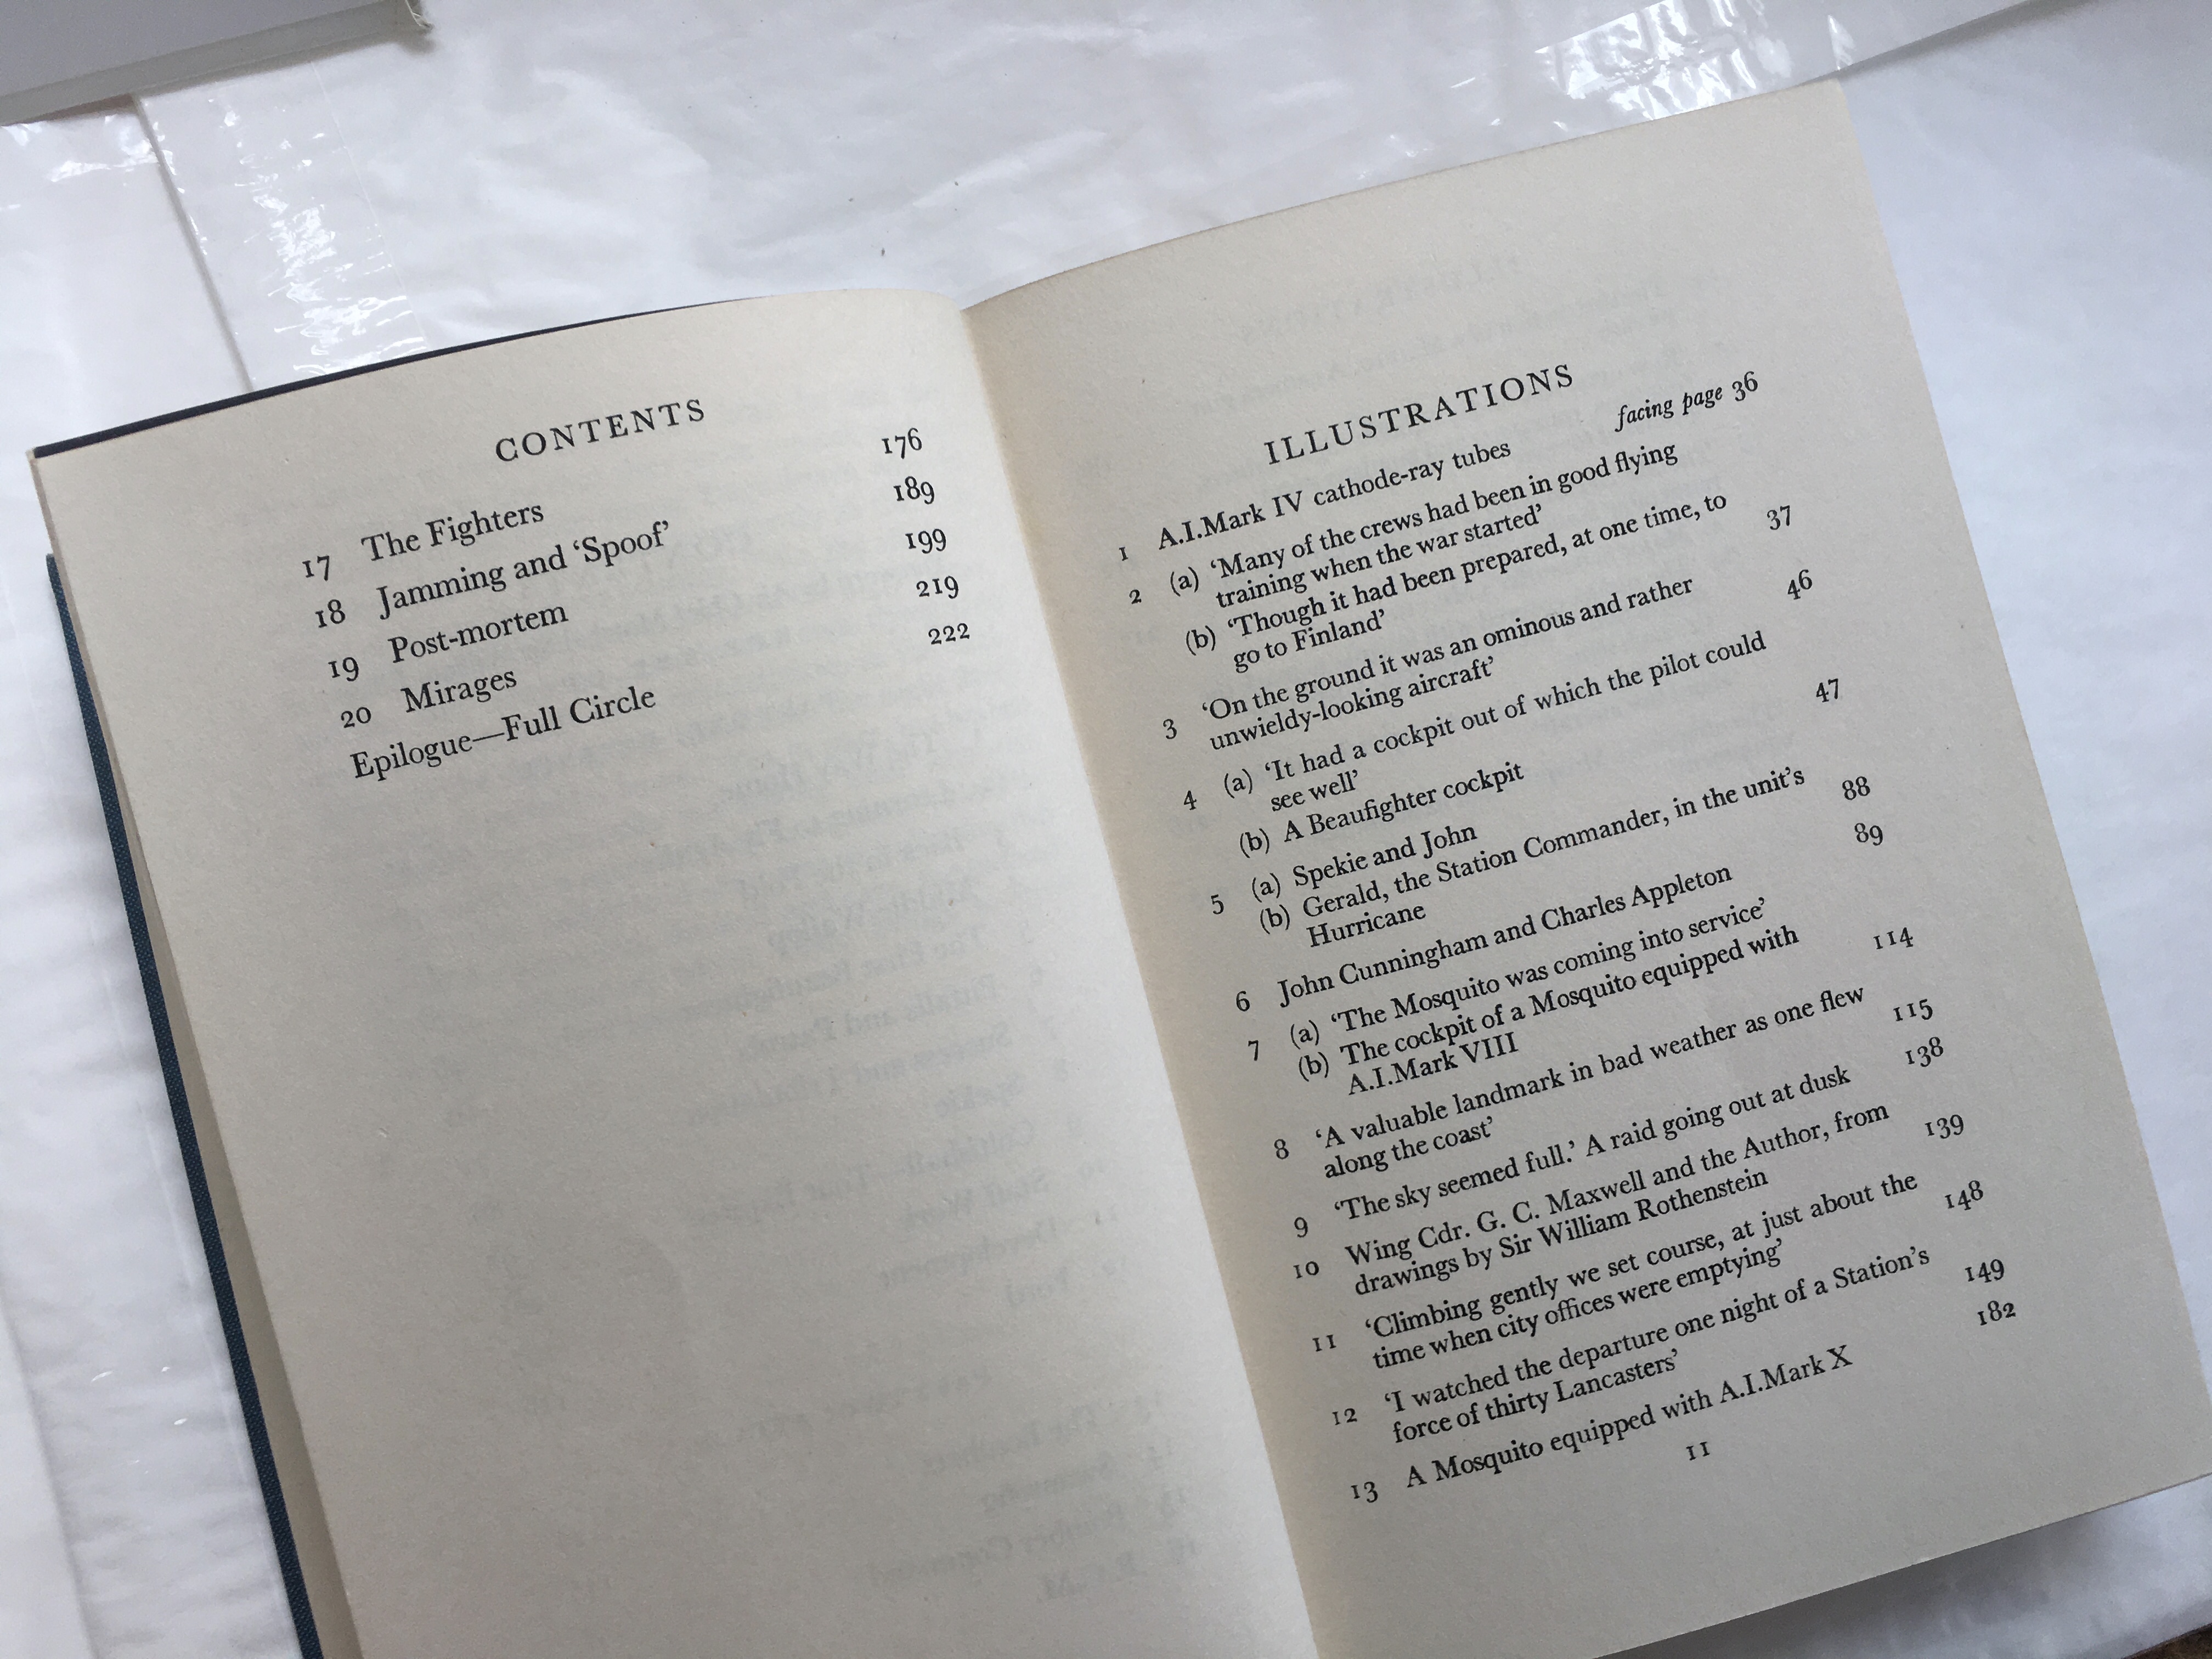 CONTENTS
17 The Fighters 176
18 Jamming and ‘Spoof’ 189
19 Post-mortem 199
20 Mirages 219
Epilogue—Full Circle 222
ILLUSTRATIONS
1 A.I.Mark IV cathode-ray tubes facing page 36
2 (a) ‘Many of the crews had been in good flying
training when the war started’
(b) ‘Though it had been prepared, at one time, to
go to Finland’ 37
3 ‘On the ground it was an ominous and rather
unwieldy-looking aircraft’ 46
4 (a) ‘It had a cockpit out of which the pilot could
see well’
(b) A Beaufighter cockpit 47
5 (a) Spekie and John
(b) Gerald, the Station Commander, in the unit’s
Hurricane 88
6 John Cunningham and Charles Appleton 89
7 (a) ‘The Mosquito was coming into service’
(b) The cockpit of a Mosquito equipped with
A.I.Mark VIII 114
8 ‘A valuable landmark in bad weather as one flew
along the coast’ 115
9 ‘The sky seemed full.’ A raid going out at dusk 138
10 Wing Cdr. G. C. Maxwell and the Author, from
drawings by Sir William Rothenstein 139
11 ‘Climbing gently we set course, at just about the
time when city offices were emptying’ 148
12 ‘I watched the departure one night of a Station’s
force of thirty Lancasters’ 149
13 A Mosquito equipped with A.I.Mark X 182
11